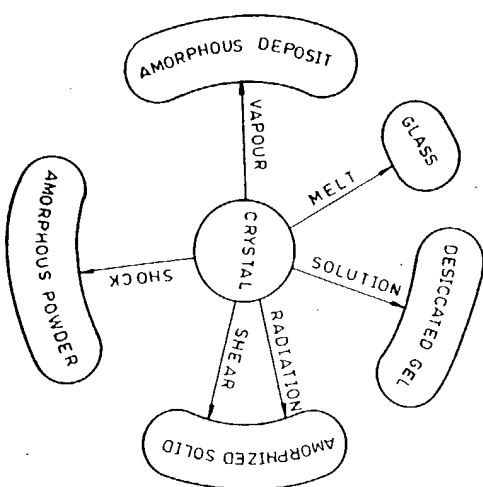 AMORPHOUS DEPOSIT
VAPOUR
GLASS
MELT
CRYSTAL
SOLUTION
DESICCATED GEL
SHOCK
AMORPHOUS POWDER
RADIATION
SHEAR
AMORPHIZED SOLID